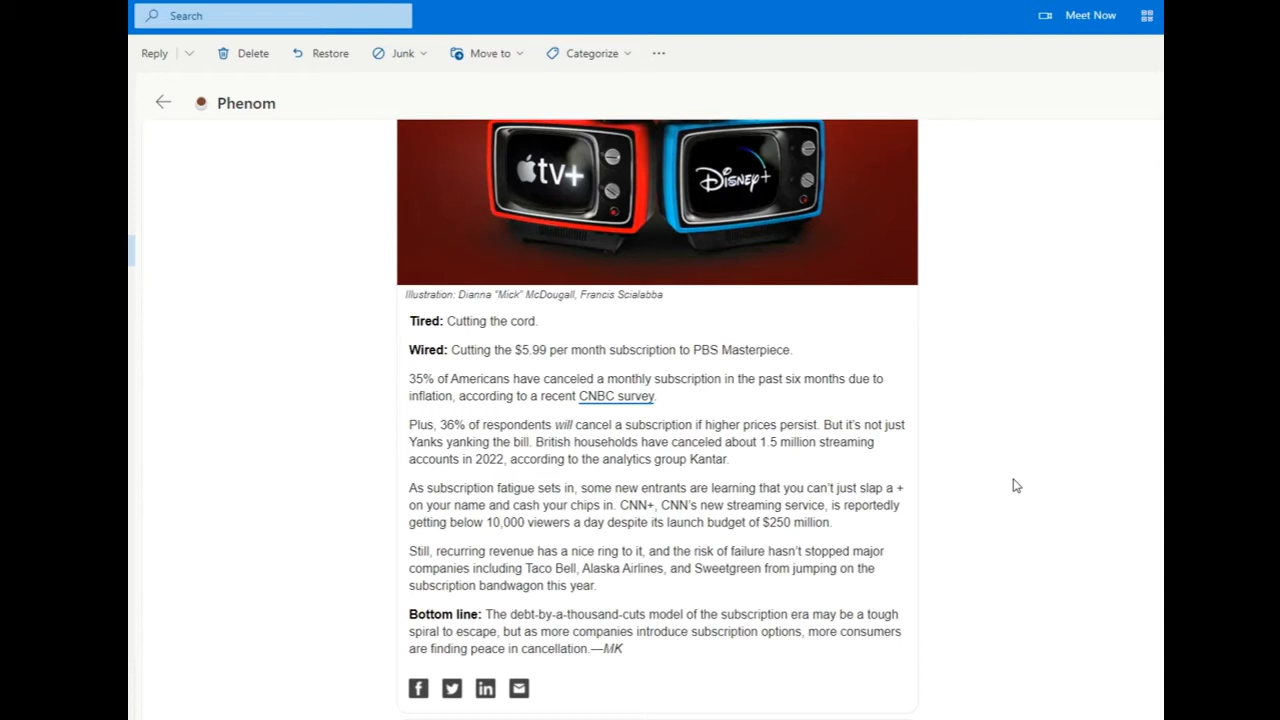 Search
Meet Now
Reply
Delete
Restore
Junk
Move to
Categorize
Phenom
tv+
Disney+
Illustration: Dianna "Mick" McDougall, Francis Scialabba
Tired: Cutting the cord.
Wired: Cutting the $5.99 per month subscription to PBS Masterpiece.
35% of Americans have canceled a monthly subscription in the past six months due to
inflation, according to a recent CNBC survey.
Plus, 36% of respondents will cancel a subscription if higher prices persist. But it's not just
Yanks yanking the bill. British households have canceled about 1.5 million streaming
accounts in 2022, according to the analytics group Kantar.
As subscription fatigue sets in, some new entrants are learning that you can't just slap a +
on your name and cash your chips in. CNN+, CNN's new streaming service, is reportedly
getting below 10,000 viewers a day despite its launch budget of $250 million.
Still, recurring revenue has a nice ring to it, and the risk of failure hasn't stopped major
companies including Taco Bell, Alaska Airlines, and Sweetgreen from jumping on the
subscription bandwagon this year.
Bottom line: The debt-by-a-thousand-cuts model of the subscription era may be a tough
spiral to escape, but as more companies introduce subscription options, more consumers
are finding peace in cancellation.—MK